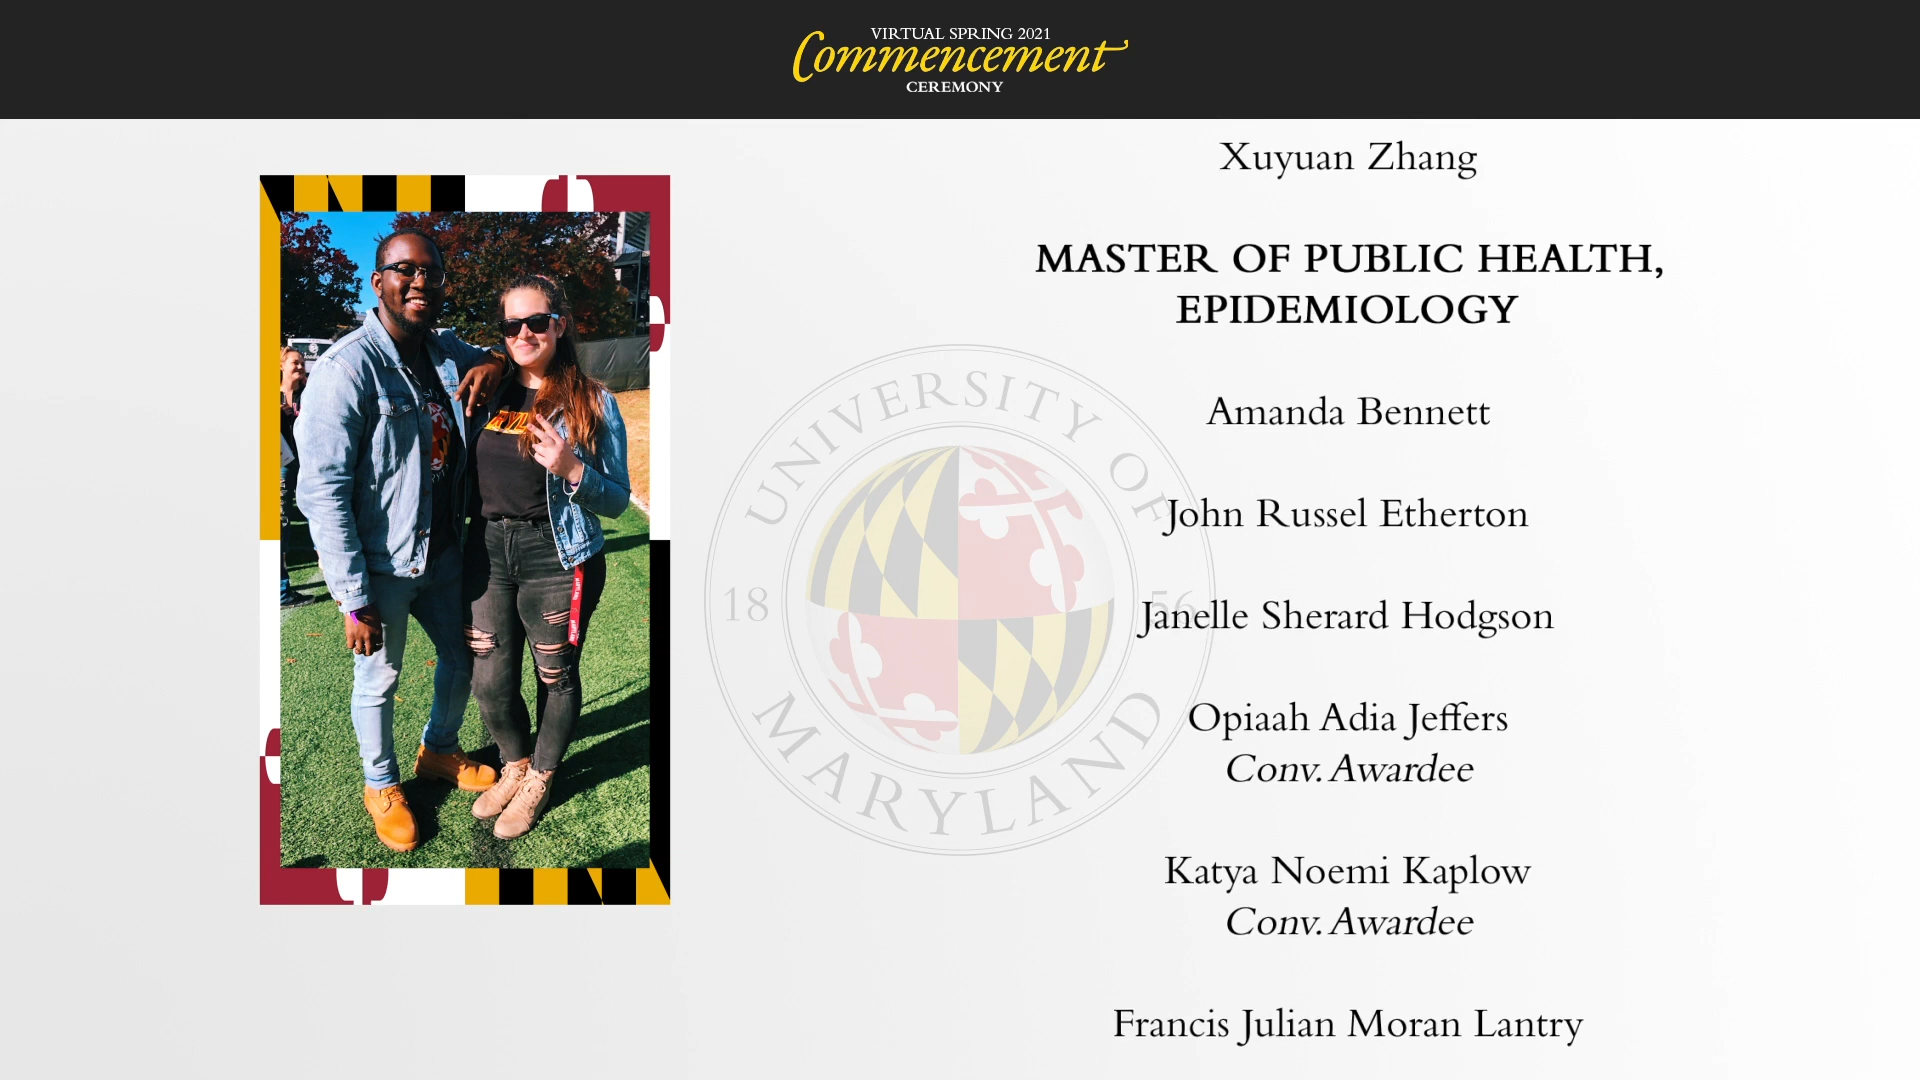 VIRTUAL SPRING 2021
Commencement
CEREMONY
Xuyuan Zhang
MASTER OF PUBLIC HEALTH,
EPIDEMIOLOGY
Amanda Bennett
John Russel Etherton
Janelle Sherard Hodgson
Opiaah Adia Jeffers
Conv. Awardee
Katya Noemi Kaplow
Conv. Awardee
Francis Julian Moran Lantry
UNIVERSITY OF
18 56
MARYLAND